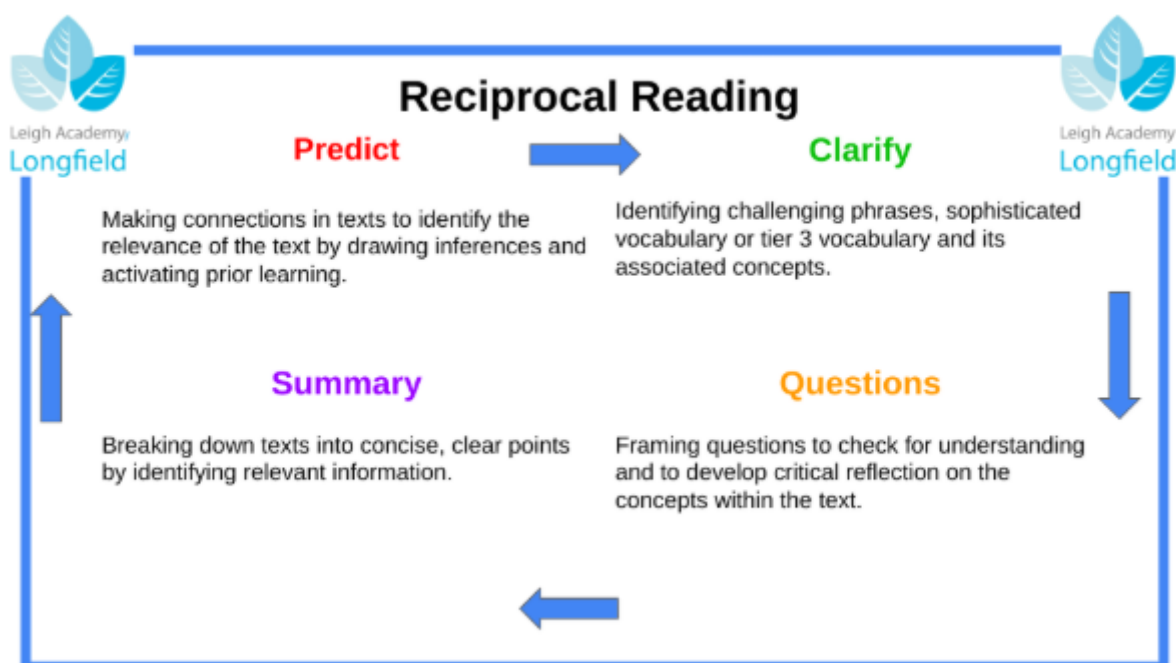 Reciprocal Reading
Leigh Academy
Longfield
Leigh Academy
Longfield
Predict
Making connections in texts to identify the
relevance of the text by drawing inferences and
activating prior learning.
Clarify
Identifying challenging phrases, sophisticated
vocabulary or tier 3 vocabulary and its
associated concepts.
Questions
Framing questions to check for understanding
and to develop critical reflection on the
concepts within the text.
Summary
Breaking down texts into concise, clear points
by identifying relevant information.